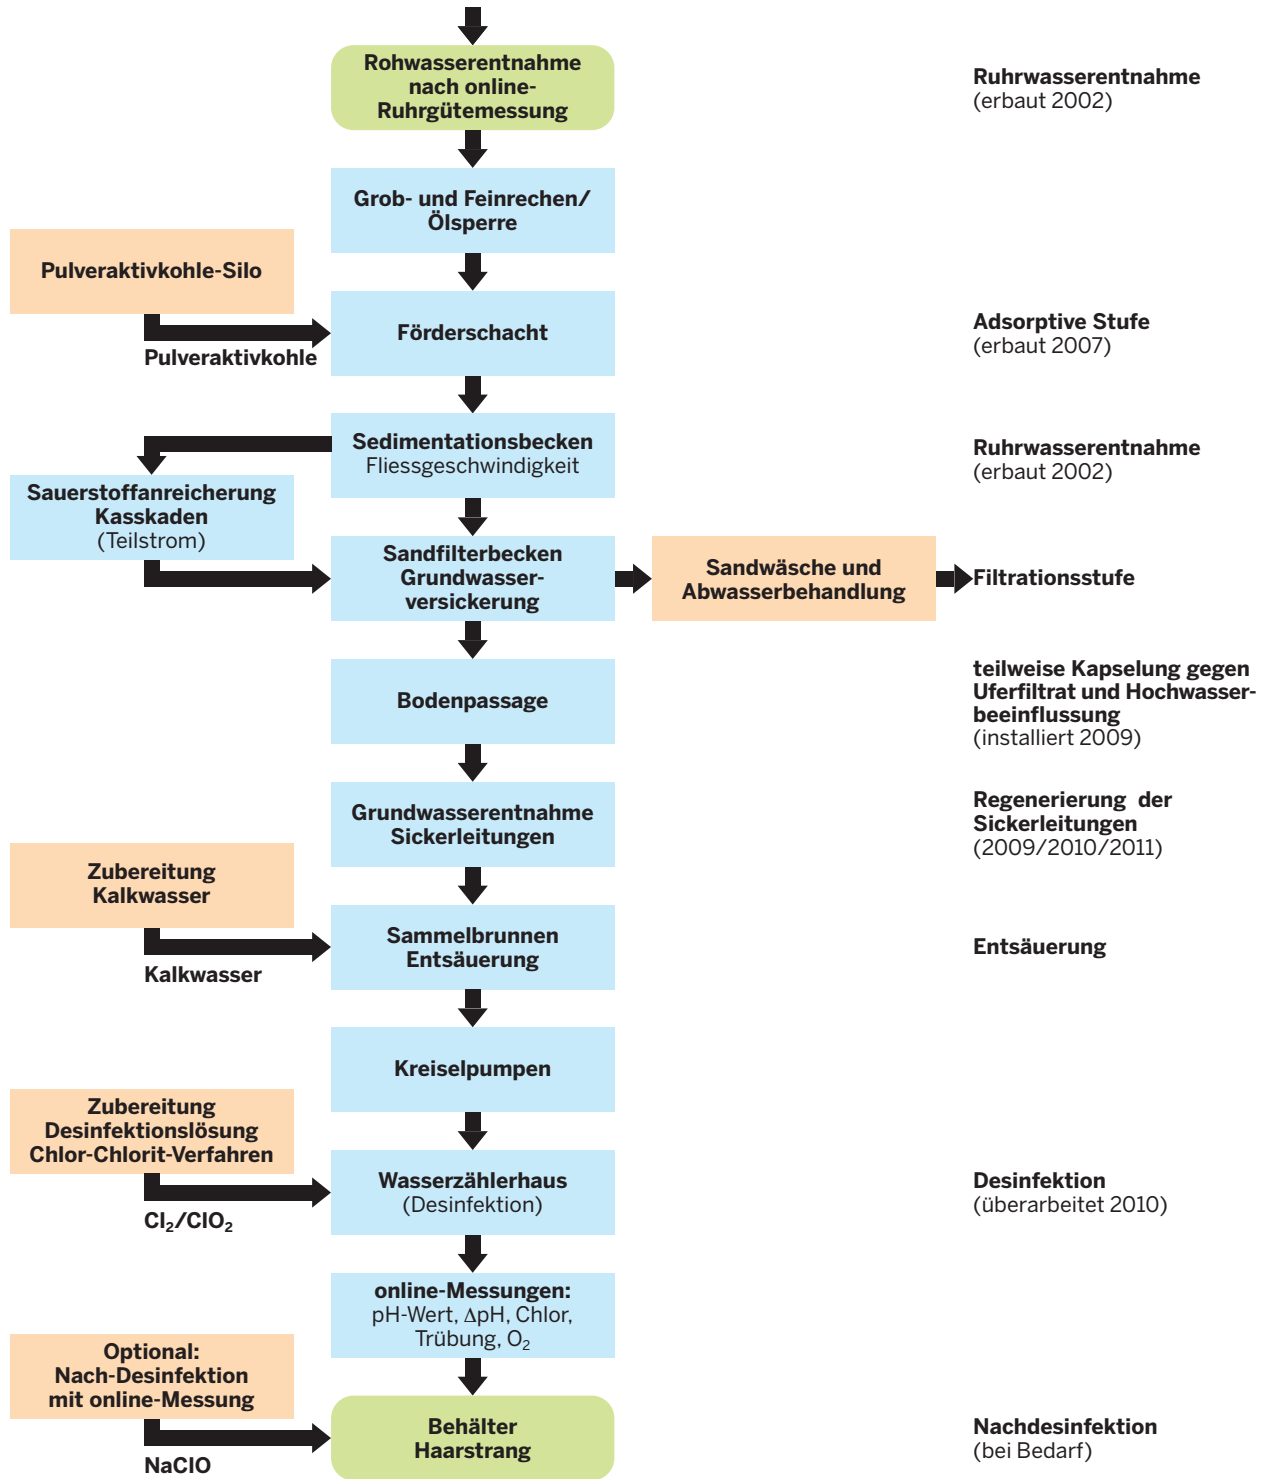 Rohwasserentnahme
nach online-
Ruhrgütemessung
Ruhrwasserentnahme
(erbaut 2002)
Grob- und Feinrechen/
Ölsperre
Pulveraktivkohle-Silo
Pulveraktivkohle
Förderschacht
Adsorptive Stufe
(erbaut 2007)
Sedimentationsbecken
Fliessgeschwindigkeit
Ruhrwasserentnahme
(erbaut 2002)
Sauerstoffanreicherung
Kasskaden
(Teilstrom)
Sandfilterbecken
Grundwasser-
versickerung
Sandwäsche und
Abwasserbehandlung
Filtrationsstufe
Bodenpassage
teilweise Kapselung gegen
Uferfiltrat und Hochwasser-
beeinflussung
(installiert 2009)
Grundwasserentnahme
Sickerleitungen
Regenerierung der
Sickerleitungen
(2009/2010/2011)
Zubereitung
Kalkwasser
Kalkwasser
Sammelbrunnen
Entsäuerung
Entsäuerung
Kreiselpumpen
Zubereitung
Desinfektionslösung
Chlor-Chlorit-Verfahren
Cl₂/ClO₂
Wasserzählerhaus
(Desinfektion)
Desinfektion
(überarbeitet 2010)
online-Messungen:
pH-Wert, ΔpH, Chlor,
Trübung, O₂
Optional:
Nach-Desinfektion
mit online-Messung
NaClO
Behälter
Haarstrang
Nachdesinfektion
(bei Bedarf)